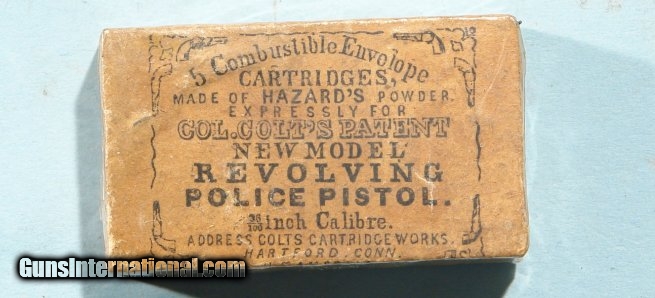 5 Combustible Envelope
CARTRIDGES,
MADE OF HAZARD'S POWDER
EXPRESSLY FOR
COL. COLT'S PATENT
NEW MODEL
REVOLVING
POLICE PISTOL.
36/100 inch Calibre.
ADDRESS COLTS CARTRIDGE WORKS.
HARTFORD, CONN.
GunsInternational.com